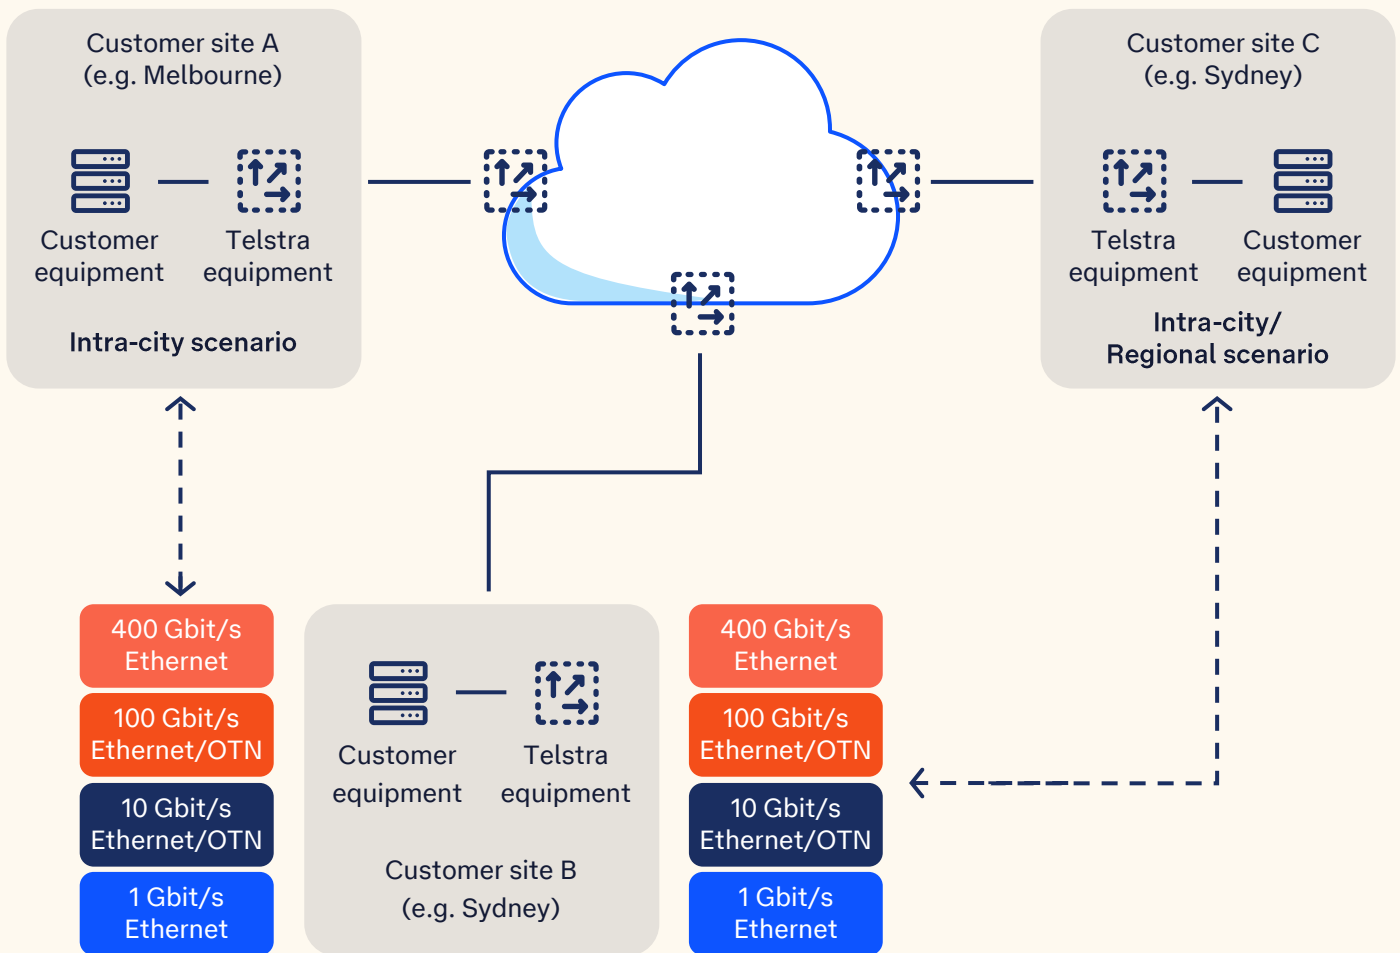 Customer site A
(e.g. Melbourne)
Customer
equipment
Telstra
equipment
Intra-city scenario
Customer site C
(e.g. Sydney)
Telstra
equipment
Customer
equipment
Intra-city/
Regional scenario
400 Gbit/s
Ethernet
100 Gbit/s
Ethernet/OTN
10 Gbit/s
Ethernet/OTN
1 Gbit/s
Ethernet
Customer
equipment
Telstra
equipment
Customer site B
(e.g. Sydney)
400 Gbit/s
Ethernet
100 Gbit/s
Ethernet/OTN
10 Gbit/s
Ethernet/OTN
1 Gbit/s
Ethernet